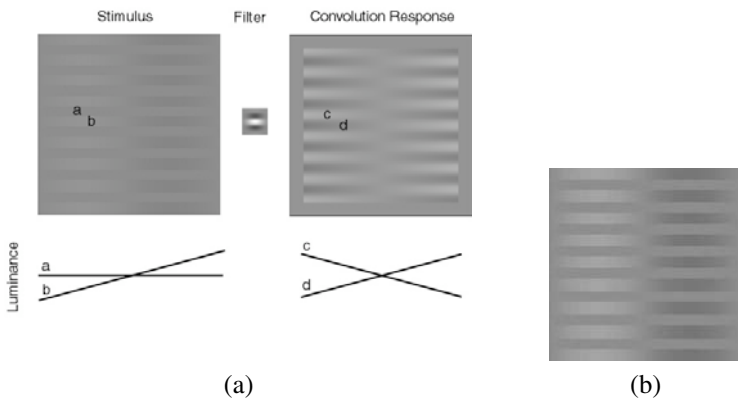 Stimulus Filter Convolution Response
a
b
c
d
Luminance
a
b
c
d
(a) (b)